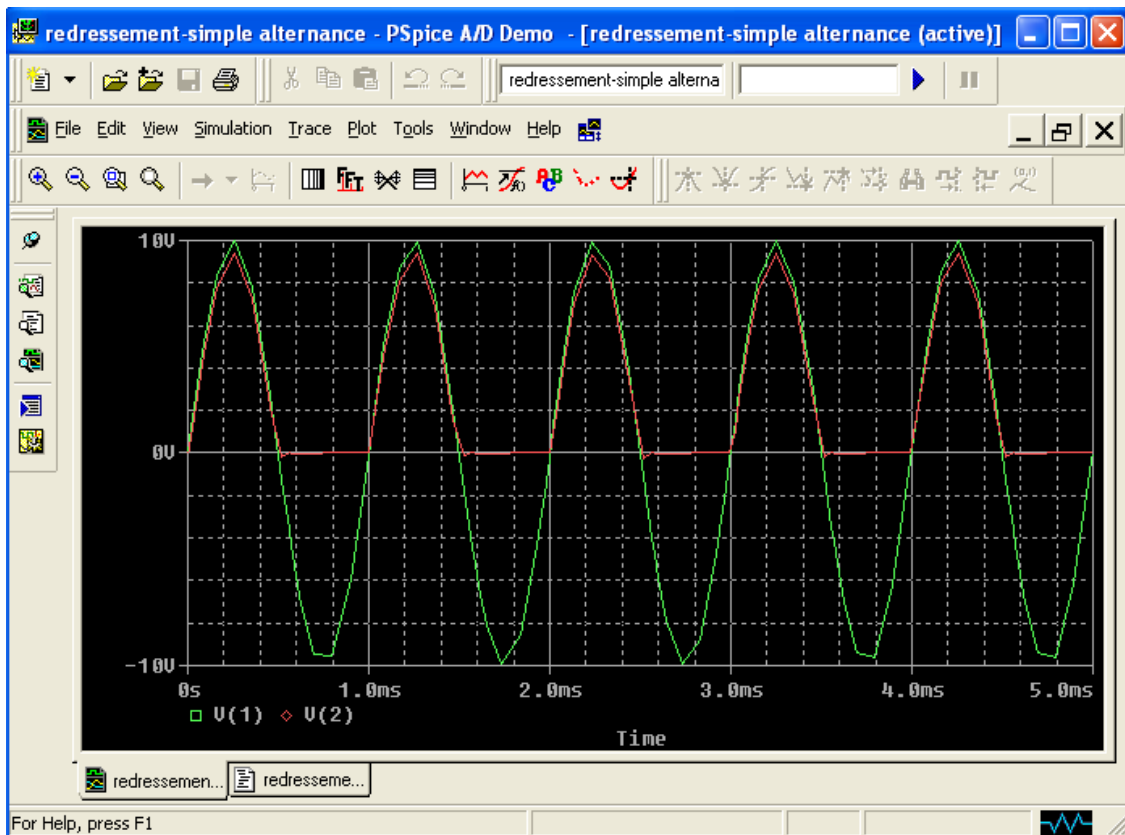 redressement-simple alternance - PSpice A/D Demo - [redressement-simple alternance (active)]
redressement-simple alterna
File Edit View Simulation Trace Plot Tools Window Help
10V
0V
-10V
0s 1.0ms 2.0ms 3.0ms 4.0ms 5.0ms
V(1) V(2)
Time
redressemen... redresseme...
For Help, press F1